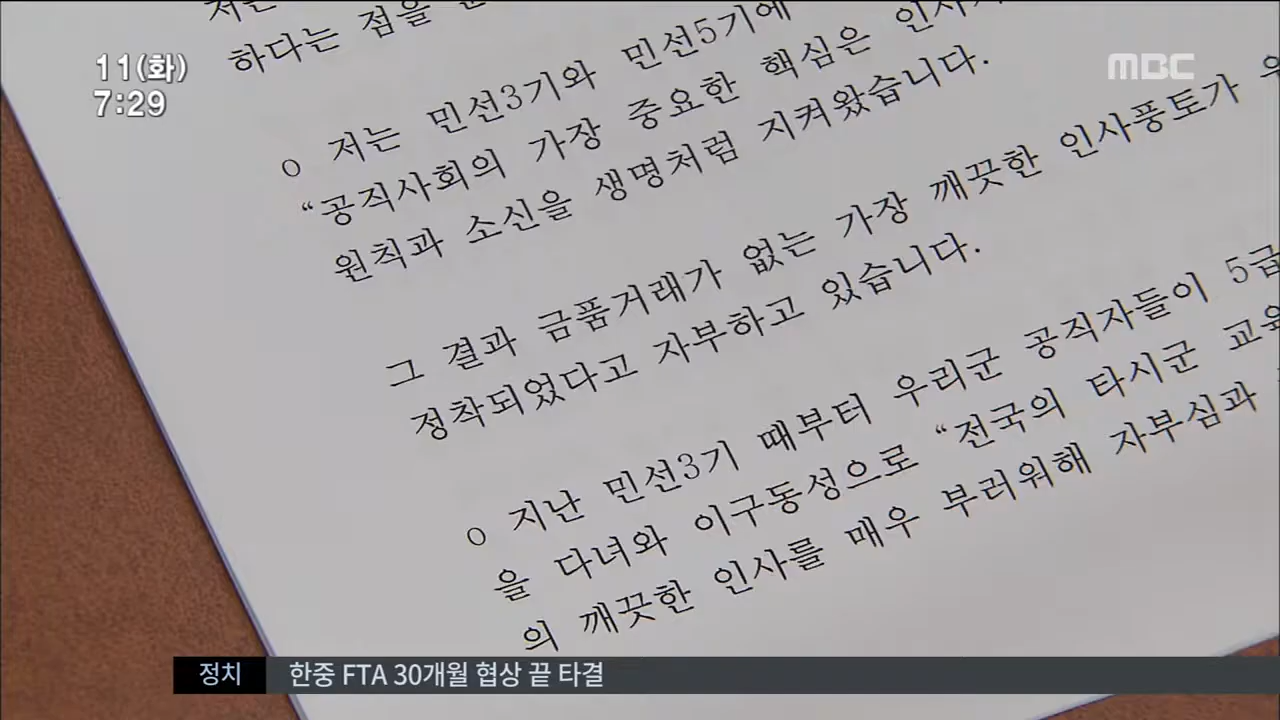 11(화)
7:29
MBC
하다는 점을
o 저는 민선3기와 민선5기에
“공직사회의 가장 중요한 핵심은
원칙과 소신을 생명처럼 지켜왔습니다.
그 결과 금품거래가 없는 가장 깨끗한 인사풍토가
정착되었다고 자부하고 있습니다.
o 지난 민선3기 때부터 우리군 공직자들이 5급
을 다녀와 이구동성으로 “전국의 타시군
의 깨끗한 인사를 매우 부러워해 자부심과
정치 한중 FTA 30개월 협상 끝 타결